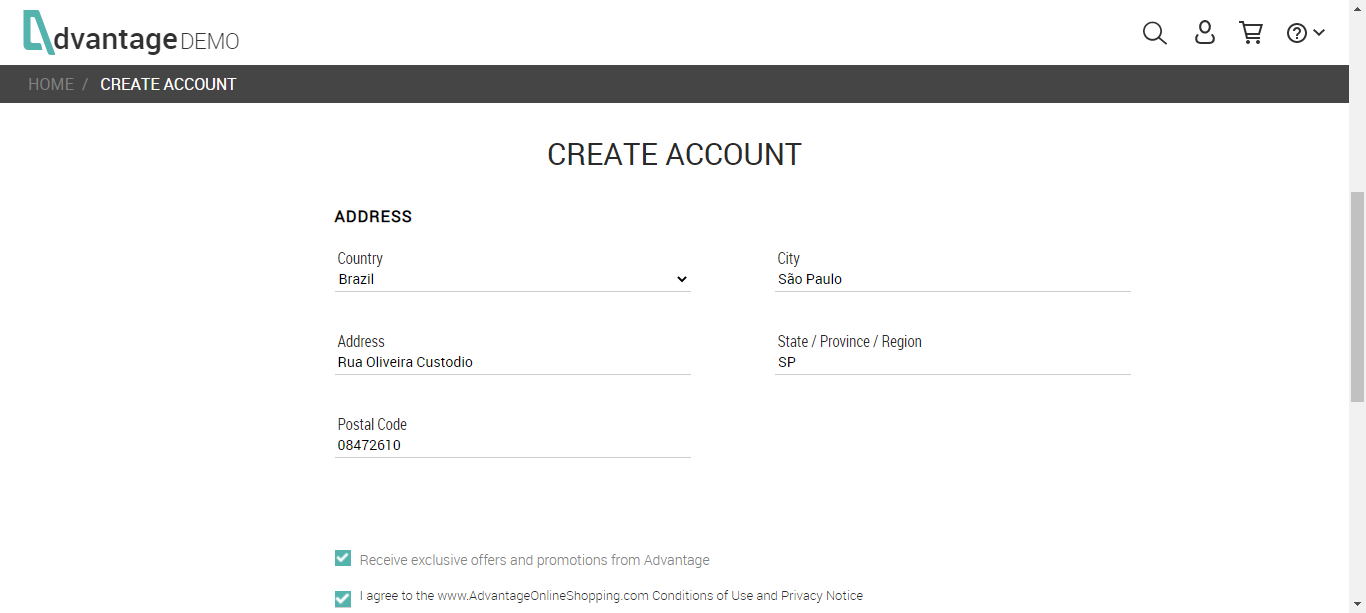 dvantage DEMO
HOME / CREATE ACCOUNT
CREATE ACCOUNT
ADDRESS
Country City
Brazil São Paulo
Address State / Province / Region
Rua Oliveira Custodio SP
Postal Code
08472610
Receive exclusive offers and promotions from Advantage
I agree to the www.AdvantageOnlineShopping.com Conditions of Use and Privacy Notice